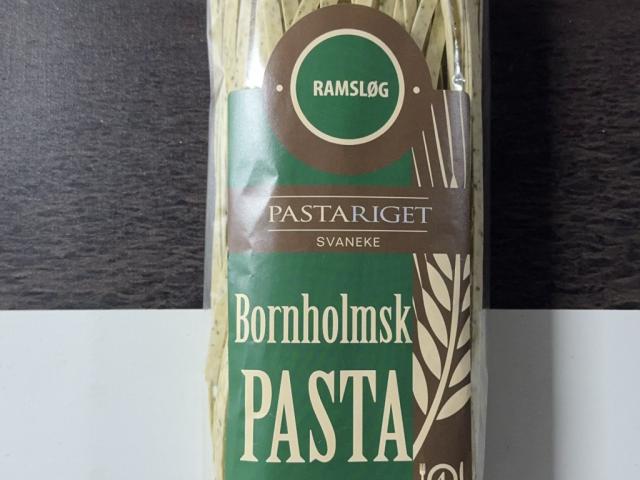 RAMSLØG
PASTARIGET
SVANEKE
Bornholmsk
PASTA